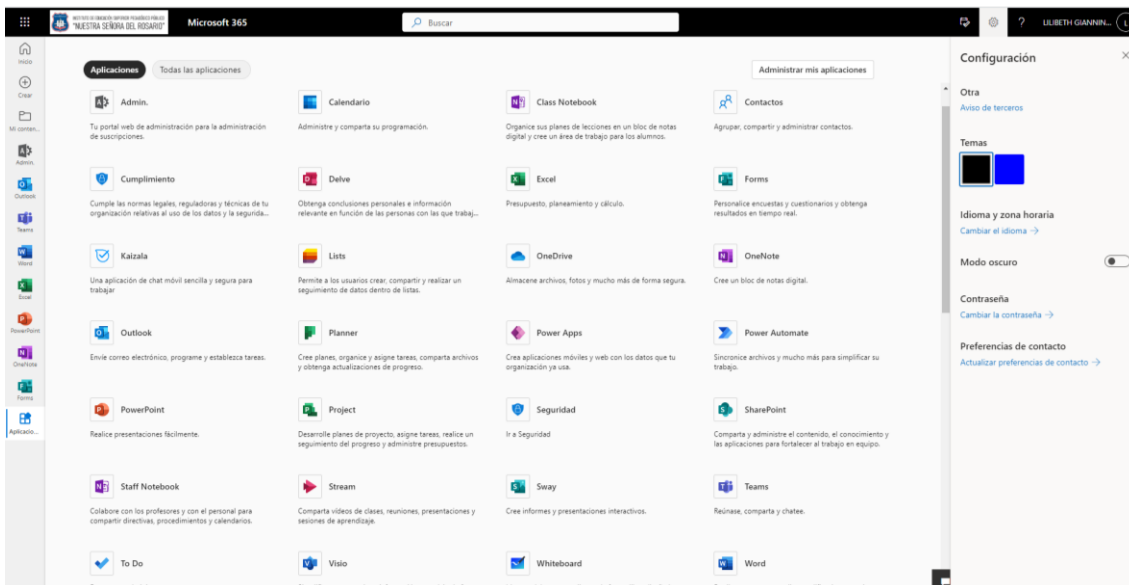 INSTITUTO DE EDUCACIÓN SUPERIOR PEDAGÓGICO PÚBLICO
"NUESTRA SEÑORA DEL ROSARIO"
Microsoft 365
Buscar
LILIBETH GIANNIN...
L
Inicio
Crear
Mi conten...
Admin.
Outlook
Teams
Word
Excel
PowerPoint
OneNote
Forms
Aplicacio...
Aplicaciones
Todas las aplicaciones
Administrar mis aplicaciones
Admin.
Tu portal web de administración para la administración
de suscripciones.
Calendario
Administre y comparta su programación.
Class Notebook
Organice sus planes de lecciones en un bloc de notas
digital y cree un área de trabajo para los alumnos.
Contactos
Agrupar, compartir y administrar contactos.
Cumplimiento
Cumple las normas legales, reguladoras y técnicas de tu
organización relativas al uso de los datos y la segurida...
Delve
Obtenga conclusiones personales e información
relevante en función de las personas con las que trabaj...
Excel
Presupuesto, planeamiento y cálculo.
Forms
Personalice encuestas y cuestionarios y obtenga
resultados en tiempo real.
Kaizala
Una aplicación de chat móvil sencilla y segura para
trabajar
Lists
Permite a los usuarios crear, compartir y realizar un
seguimiento de datos dentro de listas.
OneDrive
Almacene archivos, fotos y mucho más de forma segura.
OneNote
Cree un bloc de notas digital.
Outlook
Envíe correo electrónico, programe y establezca tareas.
Planner
Cree planes, organice y asigne tareas, comparta archivos
y obtenga actualizaciones de progreso.
Power Apps
Crea aplicaciones móviles y web con los datos que tu
organización ya usa.
Power Automate
Sincronice archivos y mucho más para simplificar su
trabajo.
PowerPoint
Realice presentaciones fácilmente.
Project
Desarrolle planes de proyecto, asigne tareas, realice un
seguimiento del progreso y administre presupuestos.
Seguridad
Ir a Seguridad
SharePoint
Comparta y administre el contenido, el conocimiento y
las aplicaciones para fortalecer al trabajo en equipo.
Staff Notebook
Colabore con los profesores y con el personal para
compartir directivas, procedimientos y calendarios.
Stream
Comparta vídeos de clases, reuniones, presentaciones y
sesiones de aprendizaje.
Sway
Cree informes y presentaciones interactivos.
Teams
Reúnase, comparta y chatee.
To Do
Visio
Whiteboard
Word
Configuración
Otra
Aviso de terceros
Temas
Idioma y zona horaria
Cambiar el idioma →
Modo oscuro
Contraseña
Cambiar la contraseña →
Preferencias de contacto
Actualizar preferencias de contacto →